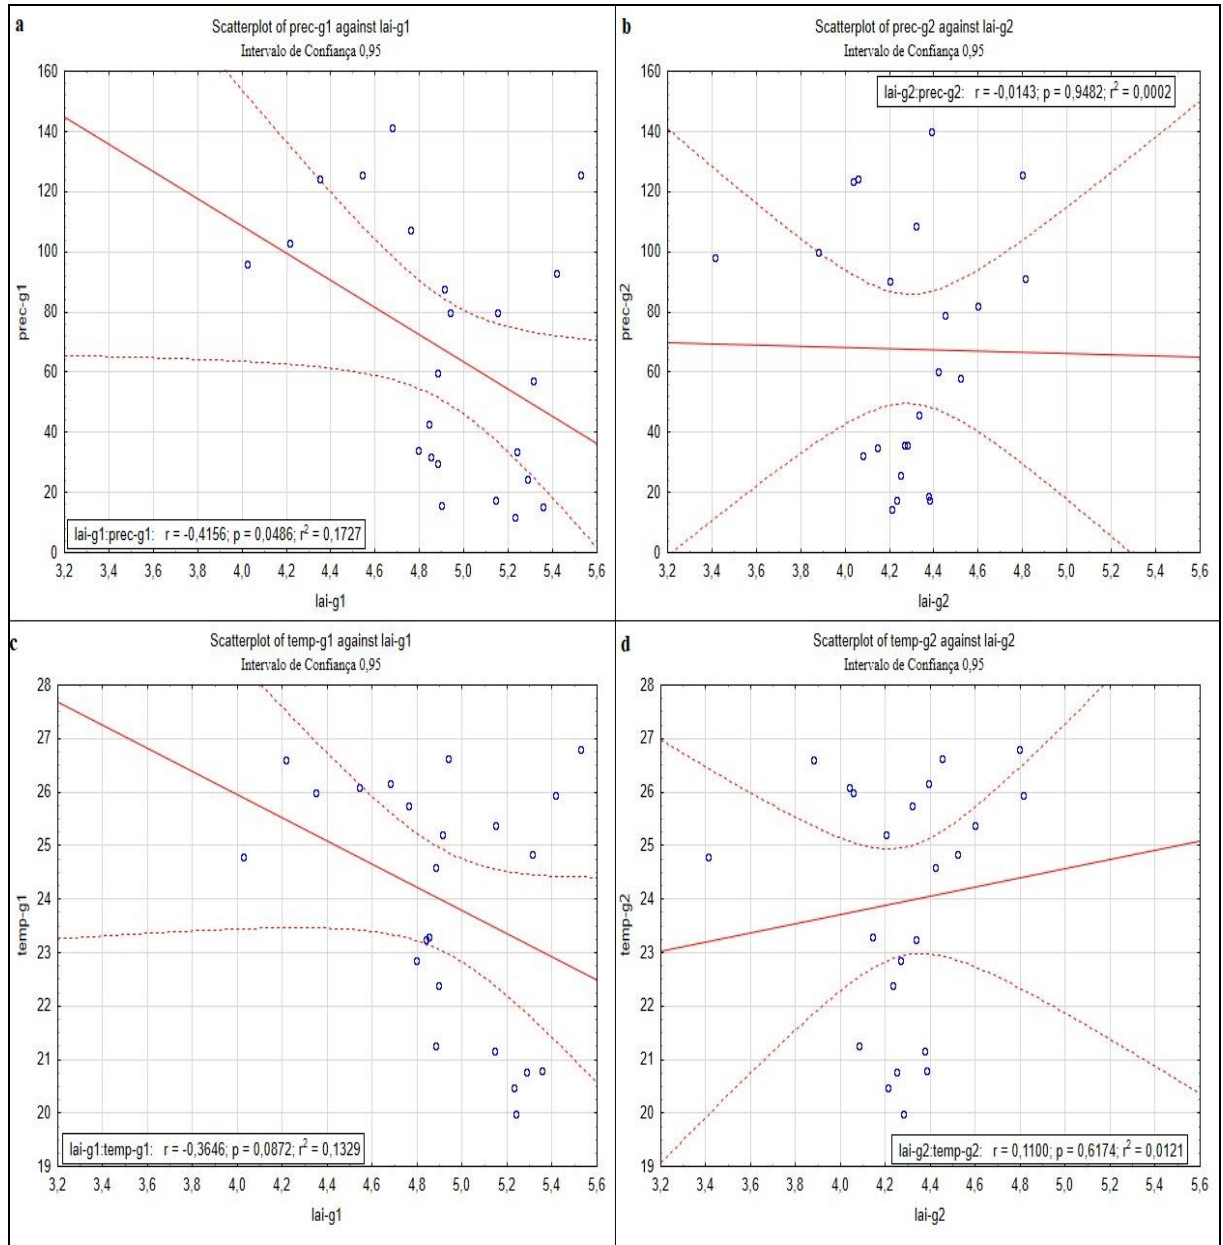 a
Scatterplot of prec-g1 against lai-g1
Intervalo de Confiança 0,95
160
140
120
100
80
60
40
20
0
prec-g1
lai-g1:prec-g1: r = -0,4156; p = 0,0486; r² = 0,1727
3,2 3,4 3,6 3,8 4,0 4,2 4,4 4,6 4,8 5,0 5,2 5,4 5,6
lai-g1
b
Scatterplot of prec-g2 against lai-g2
Intervalo de Confiança 0,95
lai-g2:prec-g2: r = -0,0143; p = 0,9482; r² = 0,0002
160
140
120
100
80
60
40
20
0
prec-g2
3,2 3,4 3,6 3,8 4,0 4,2 4,4 4,6 4,8 5,0 5,2 5,4 5,6
lai-g2
c
Scatterplot of temp-g1 against lai-g1
Intervalo de Confiança 0,95
28
27
26
25
24
23
22
21
20
19
temp-g1
lai-g1:temp-g1: r = -0,3646; p = 0,0872; r² = 0,1329
3,2 3,4 3,6 3,8 4,0 4,2 4,4 4,6 4,8 5,0 5,2 5,4 5,6
lai-g1
d
Scatterplot of temp-g2 against lai-g2
Intervalo de Confiança 0,95
28
27
26
25
24
23
22
21
20
19
temp-g2
lai-g2:temp-g2: r = 0,1100; p = 0,6174; r² = 0,0121
3,2 3,4 3,6 3,8 4,0 4,2 4,4 4,6 4,8 5,0 5,2 5,4 5,6
lai-g2